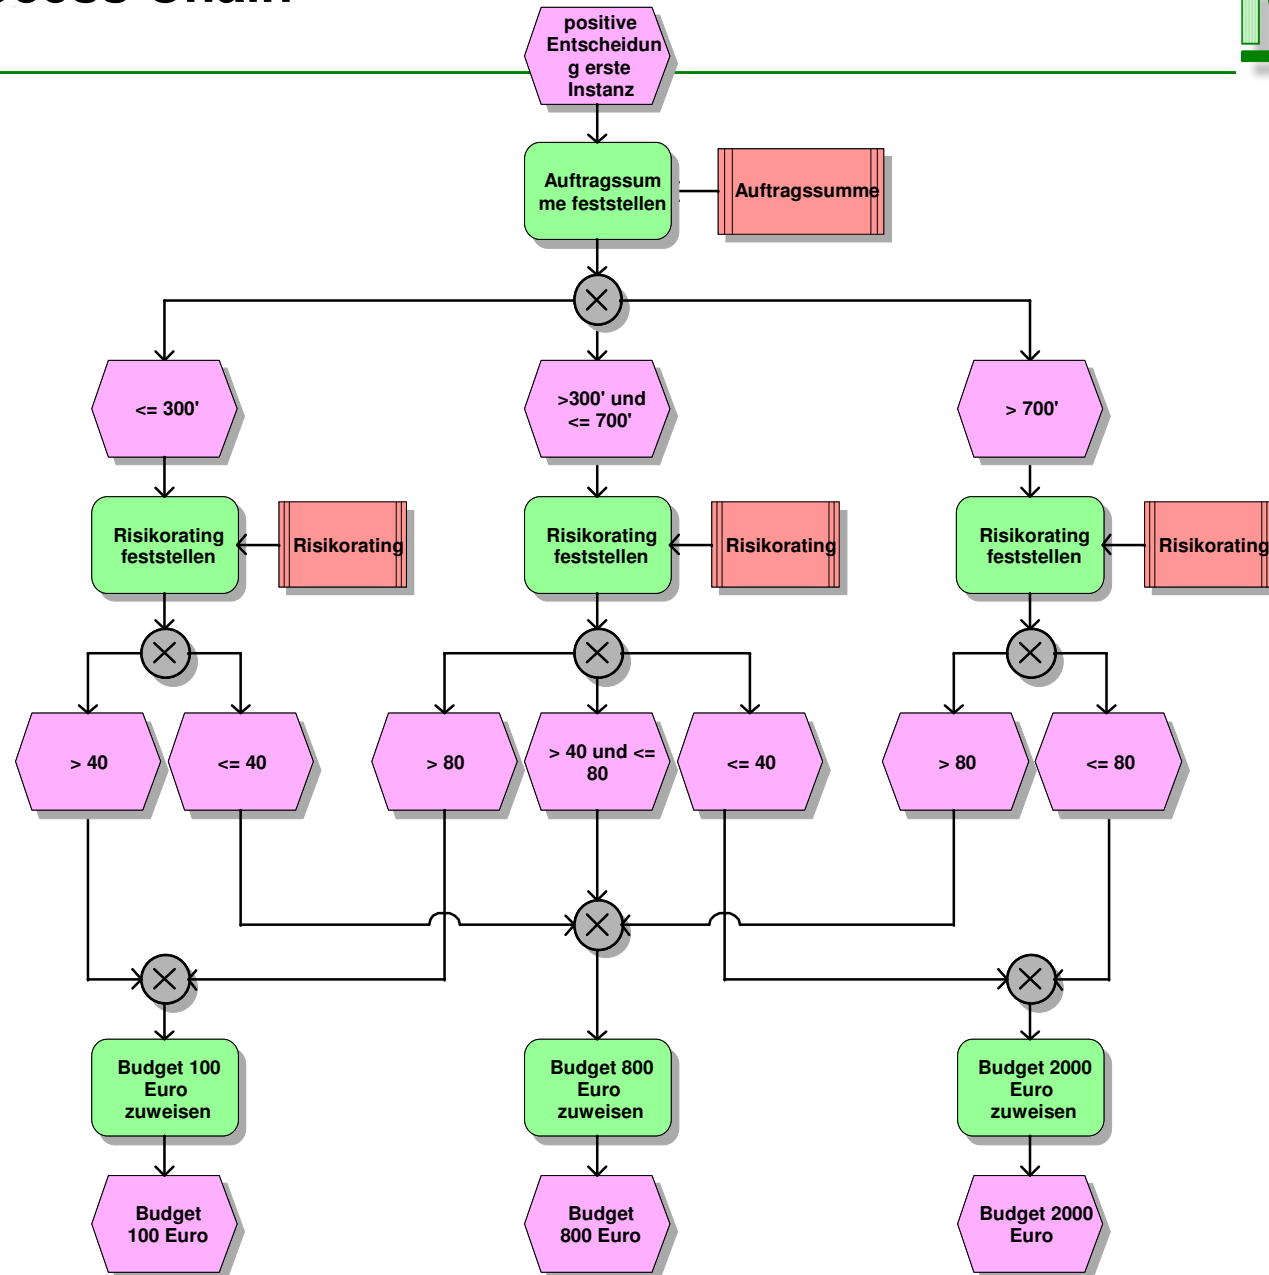 positive
Entscheidun
g erste
Instanz
Auftragssum
me feststellen
Auftragssumme
<= 300'
>300' und
<= 700'
> 700'
Risikorating
feststellen
Risikorating
Risikorating
feststellen
Risikorating
Risikorating
feststellen
Risikorating
> 40
<= 40
> 80
> 40 und <=
80
<= 40
> 80
<= 80
Budget 100
Euro
zuweisen
Budget 800
Euro
zuweisen
Budget 2000
Euro
zuweisen
Budget
100 Euro
Budget
800 Euro
Budget 2000
Euro